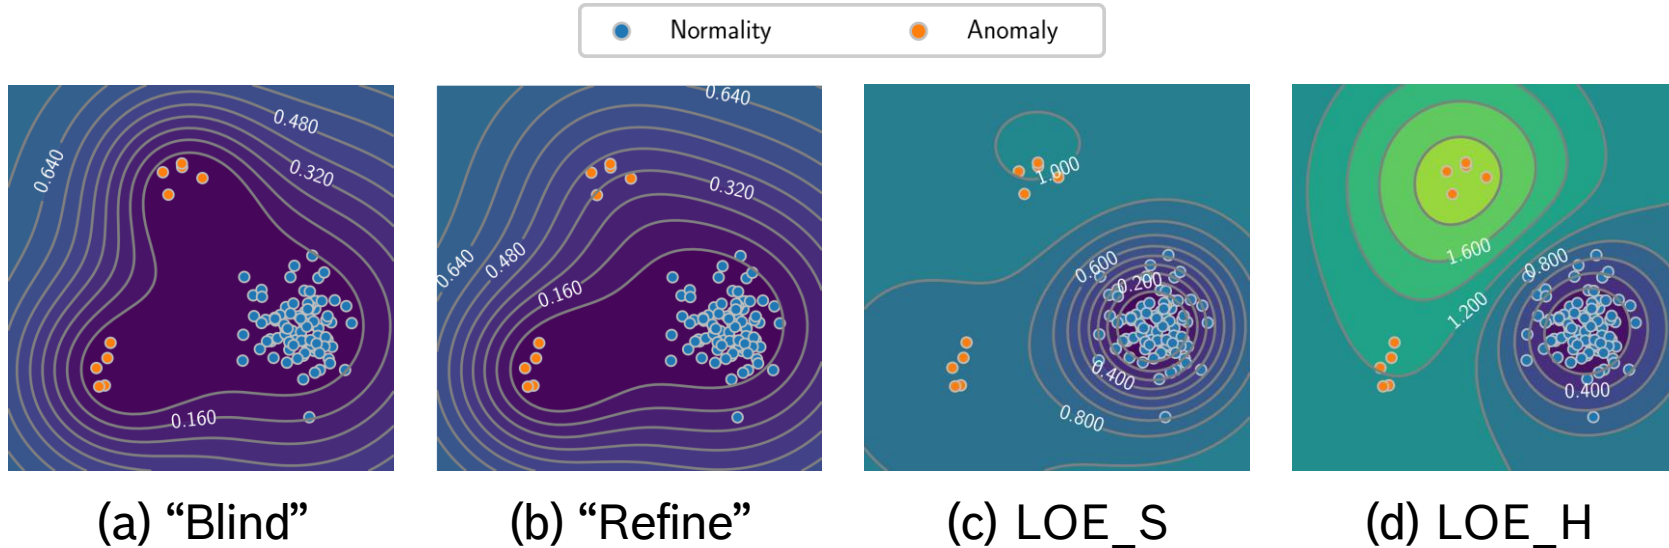 Normality Anomaly
0.640 0.480 0.320 0.160
0.640 0.320 0.480 0.640 0.160
1.000 0.600 0.200 0.400 0.800
1.600 0.800 1.200 0.400
(a) “Blind” (b) “Refine” (c) LOE_S (d) LOE_H